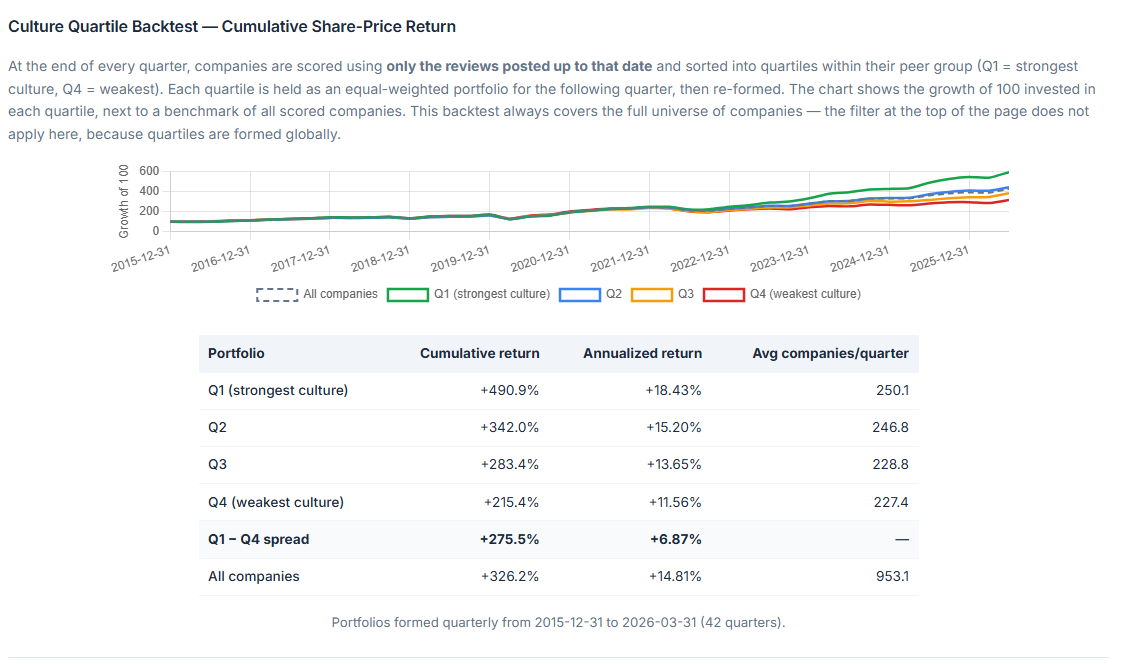 Culture Quartile Backtest — Cumulative Share-Price Return
At the end of every quarter, companies are scored using only the reviews posted up to that date and sorted into quartiles within their peer group (Q1 = strongest
culture, Q4 = weakest). Each quartile is held as an equal-weighted portfolio for the following quarter, then re-formed. The chart shows the growth of 100 invested in
each quartile, next to a benchmark of all scored companies. This backtest always covers the full universe of companies — the filter at the top of the page does not
apply here, because quartiles are formed globally.
Growth of 100
600
400
200
0
2015-12-31 2016-12-31 2017-12-31 2018-12-31 2019-12-31 2020-12-31 2021-12-31 2022-12-31 2023-12-31 2024-12-31 2025-12-31
All companies Q1 (strongest culture) Q2 Q3 Q4 (weakest culture)
Portfolio Cumulative return Annualized return Avg companies/quarter
Q1 (strongest culture) +490.9% +18.43% 250.1
Q2 +342.0% +15.20% 246.8
Q3 +283.4% +13.65% 228.8
Q4 (weakest culture) +215.4% +11.56% 227.4
Q1 − Q4 spread +275.5% +6.87% —
All companies +326.2% +14.81% 953.1
Portfolios formed quarterly from 2015-12-31 to 2026-03-31 (42 quarters).